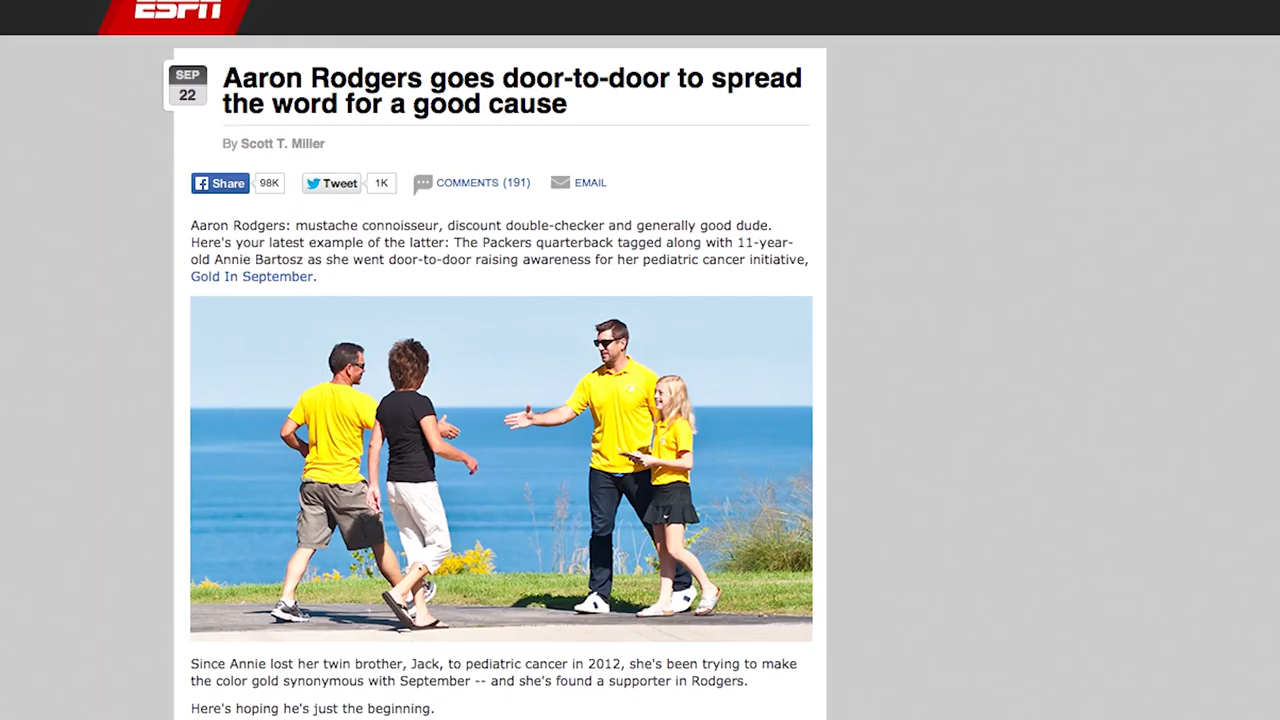 ESPN
SEP
22
Aaron Rodgers goes door-to-door to spread
the word for a good cause
By Scott T. Miller
Share 98K Tweet 1K COMMENTS (191) EMAIL
Aaron Rodgers: mustache connoisseur, discount double-checker and generally good dude.
Here's your latest example of the latter: The Packers quarterback tagged along with 11-year-
old Annie Bartosz as she went door-to-door raising awareness for her pediatric cancer initiative,
Gold In September.
Since Annie lost her twin brother, Jack, to pediatric cancer in 2012, she's been trying to make
the color gold synonymous with September -- and she's found a supporter in Rodgers.
Here's hoping he's just the beginning.